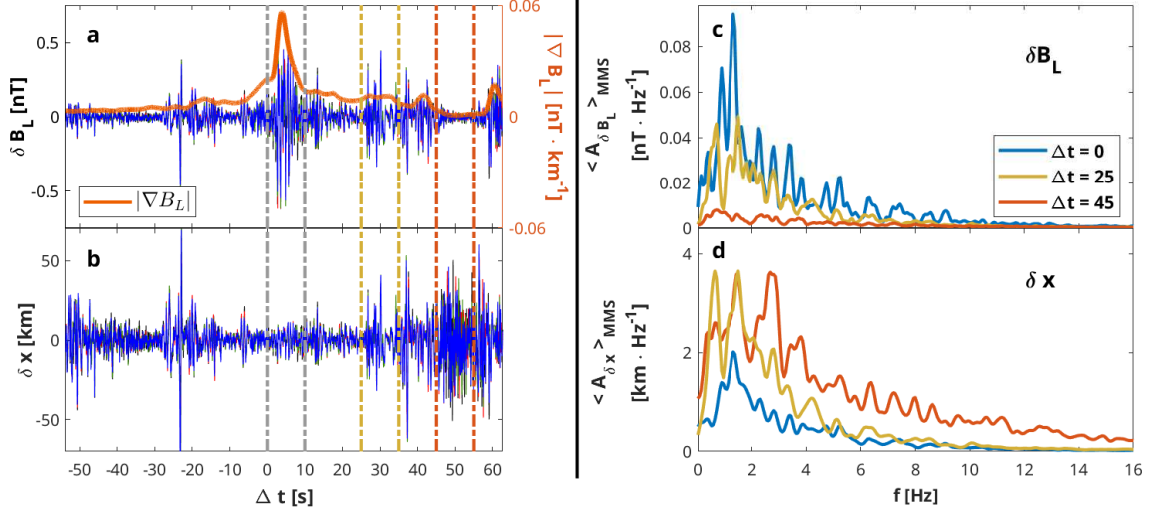 a
0.5
0
-0.5
δ B_L [nT]
0.06
0
-0.06
|∇ B_L| [nT · km^-1]
|∇B_L|
b
50
0
-50
δ x [km]
-50 -40 -30 -20 -10 0 10 20 30 40 50 60
Δ t [s]
c
δB_L
0.08
0.06
0.04
0.02
0
< A_δ B_L >_MMS
[nT · Hz^-1]
Δt = 0
Δt = 25
Δt = 45
d
δ x
4
2
0
< A_δ x >_MMS
[km · Hz^-1]
0 2 4 6 8 10 12 14 16
f [Hz]